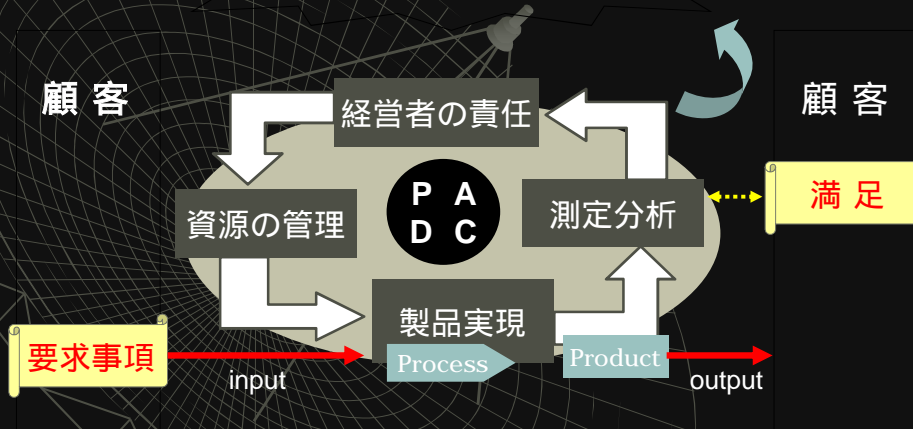 顧 客
経営者の責任
顧 客
資源の管理
P A
D C
測定分析
満 足
製品実現
要求事項
Process
Product
input
output